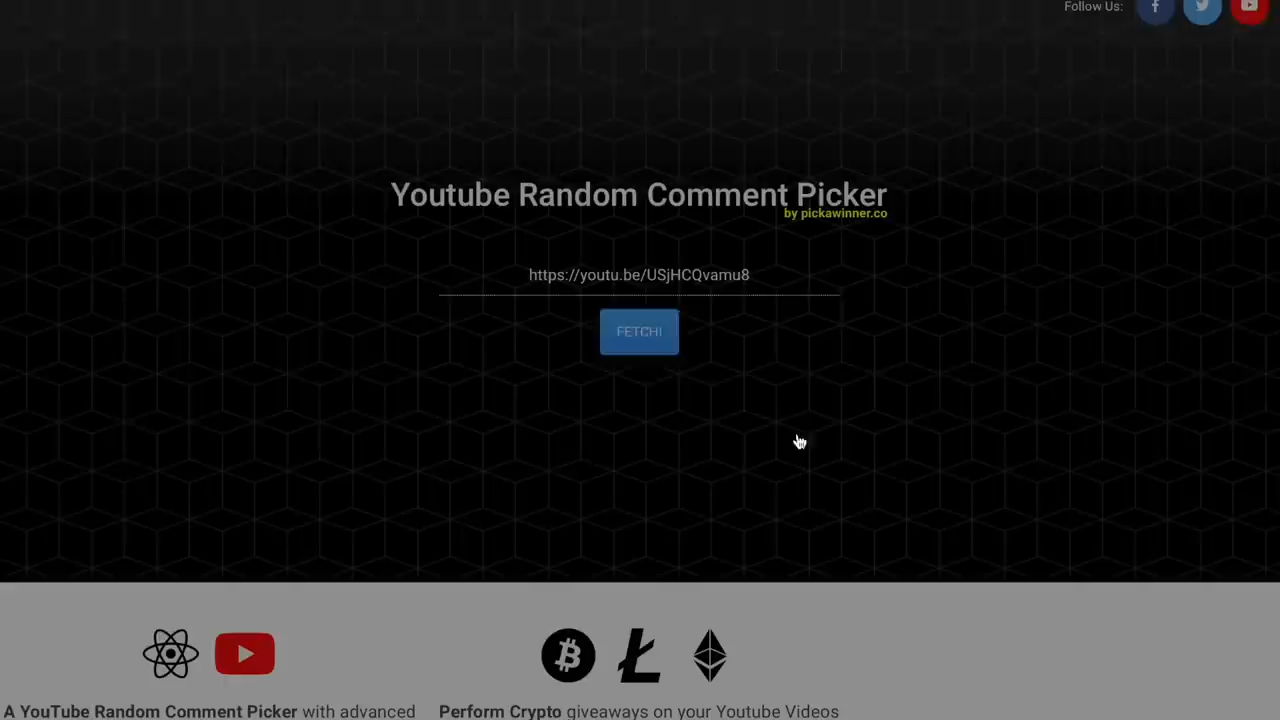 Follow Us:
Youtube Random Comment Picker
by pickawinner.co
https://youtu.be/USjHCQvamu8
FETCH!
A YouTube Random Comment Picker with advanced
Perform Crypto giveaways on your Youtube Videos